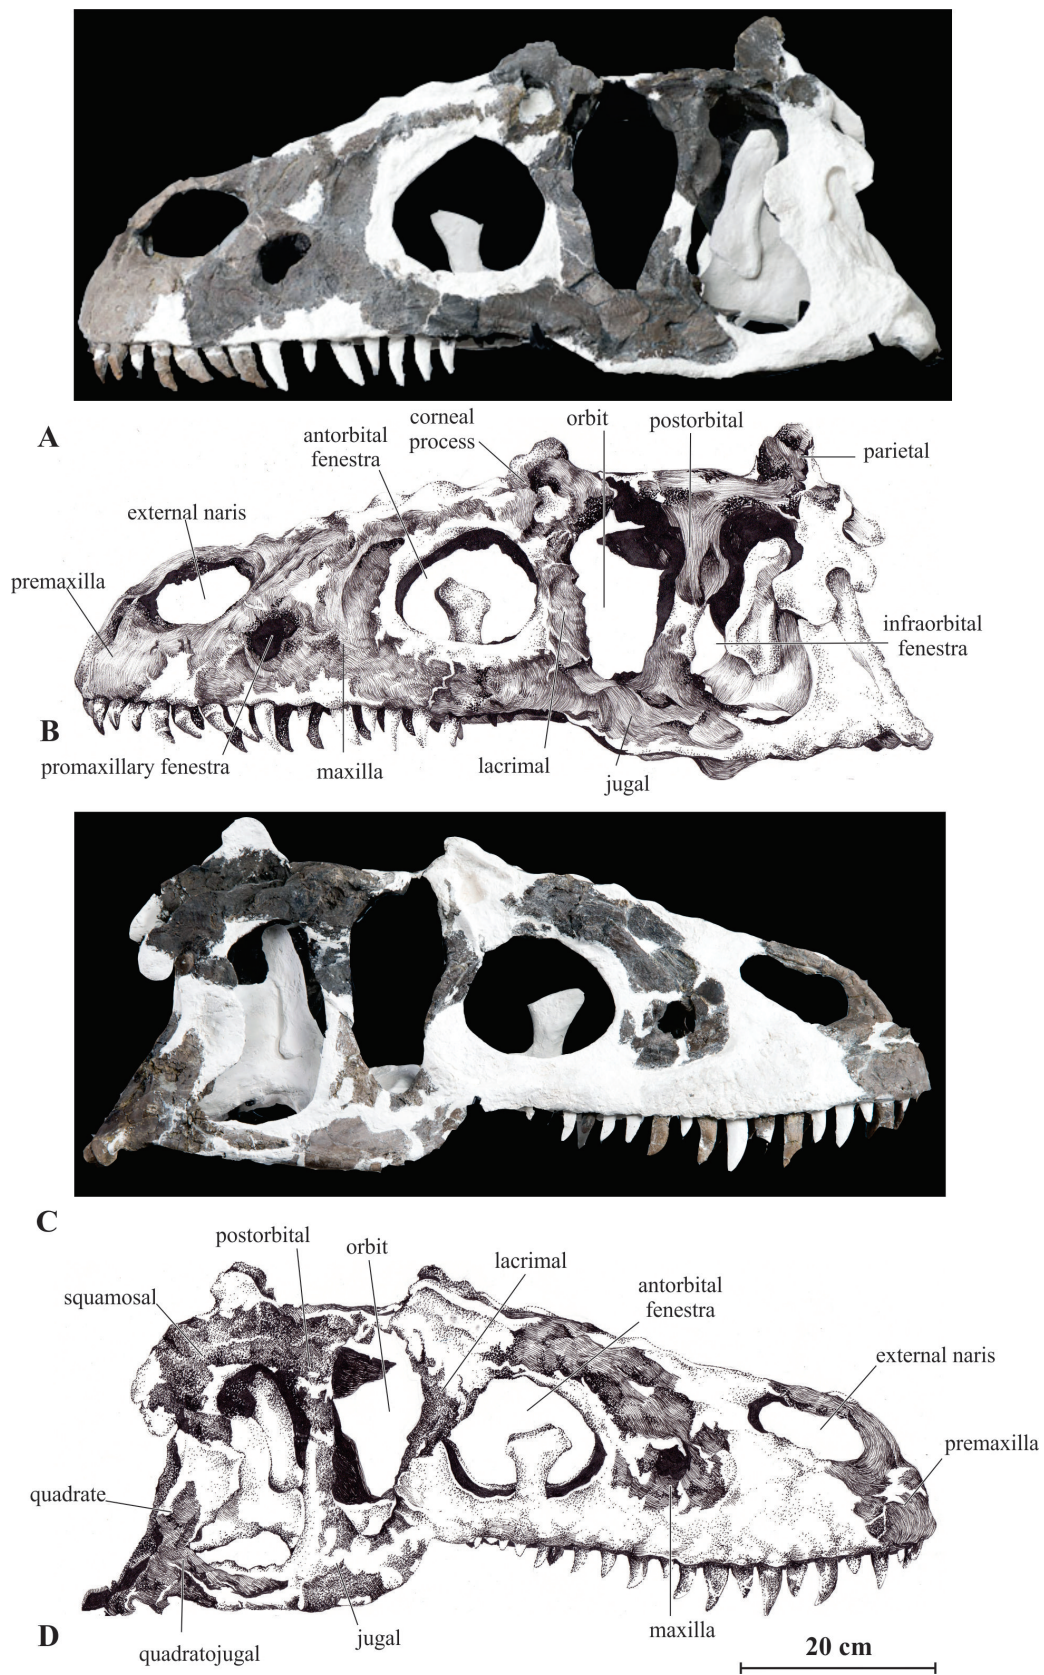 A
corneal
process
orbit
postorbital
antorbital
fenestra
parietal
external naris
premaxilla
infraorbital
fenestra
B
promaxillary fenestra
maxilla
lacrimal
jugal
C
postorbital
orbit
lacrimal
squamosal
antorbital
fenestra
external naris
premaxilla
quadrate
D
quadratojugal
jugal
maxilla
20 cm